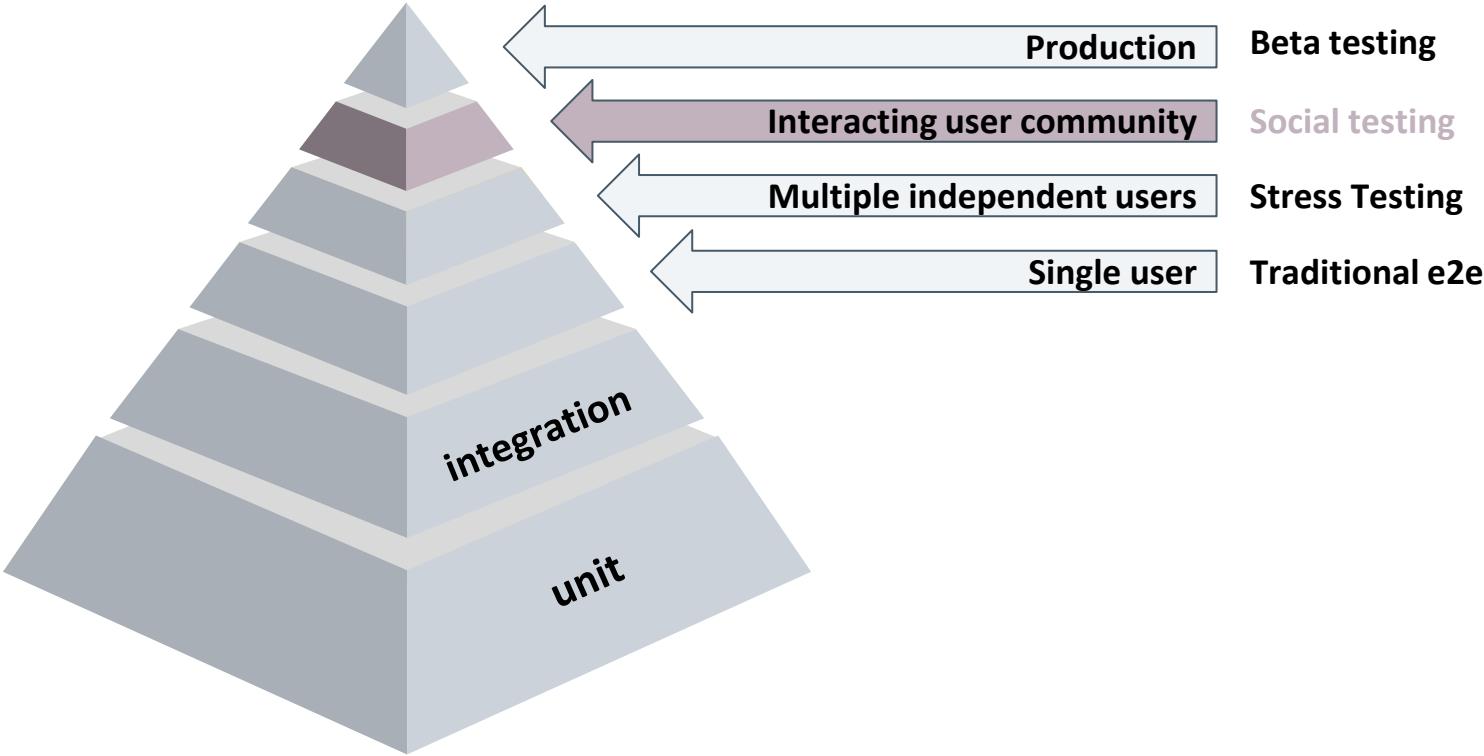 Production Beta testing
Interacting user community Social testing
Multiple independent users Stress Testing
Single user Traditional e2e
integration
unit